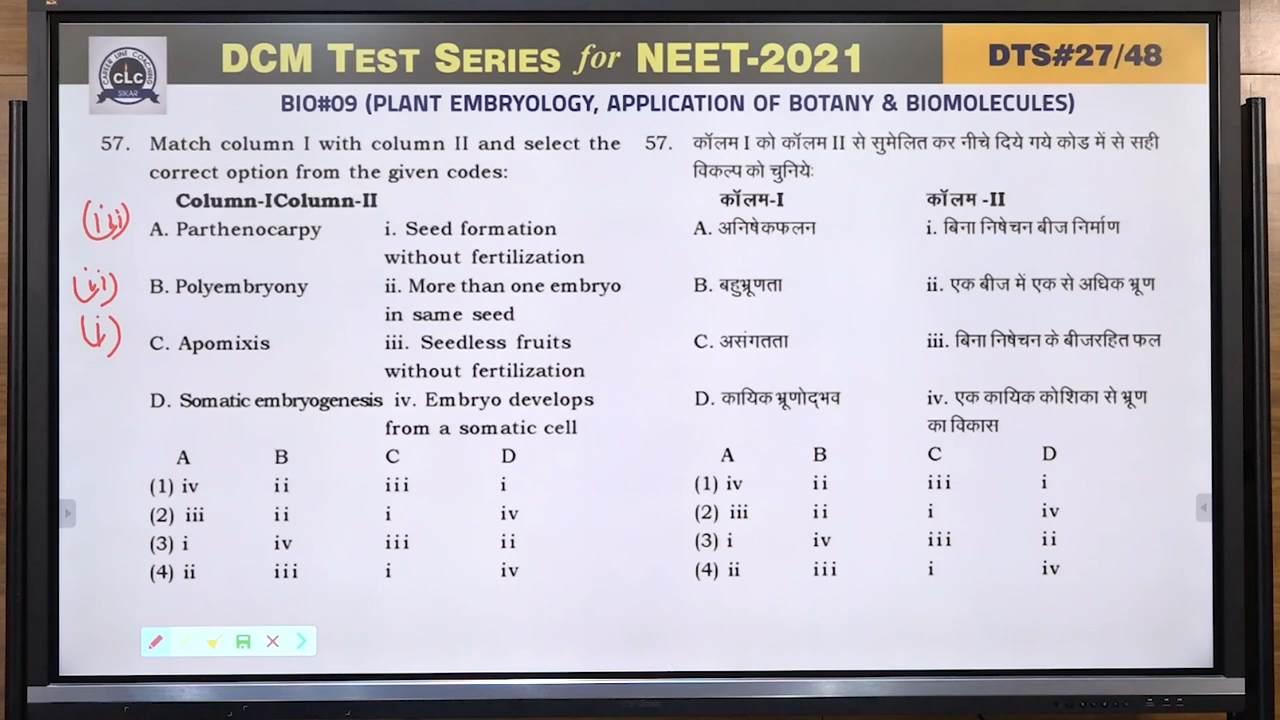 DCM TEST SERIES for NEET-2021
DTS#27/48
CAREER LINE COACHING
CLC
SIKAR
BIO#09 (PLANT EMBRYOLOGY, APPLICATION OF BOTANY & BIOMOLECULES)
57. Match column I with column II and select the
correct option from the given codes:
Column-IColumn-II
(iii) A. Parthenocarpy i. Seed formation
without fertilization
(ii) B. Polyembryony ii. More than one embryo
in same seed
(i) C. Apomixis iii. Seedless fruits
without fertilization
D. Somatic embryogenesis iv. Embryo develops
from a somatic cell
A B C D
(1) iv ii iii i
(2) iii ii i iv
(3) i iv iii ii
(4) ii iii i iv
57. कॉलम I को कॉलम II से सुमेलित कर नीचे दिये गये कोड में से सही
विकल्प को चुनियेः
कॉलम-I कॉलम -II
A. अनिषेकफलन i. बिना निषेचन बीज निर्माण
B. बहुभ्रूणता ii. एक बीज में एक से अधिक भ्रूण
C. असंगतता iii. बिना निषेचन के बीजरहित फल
D. कायिक भ्रूणोद्भव iv. एक कायिक कोशिका से भ्रूण
का विकास
A B C D
(1) iv ii iii i
(2) iii ii i iv
(3) i iv iii ii
(4) ii iii i iv